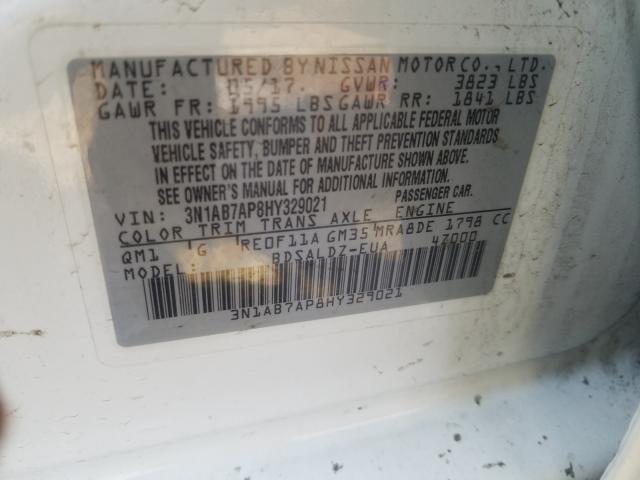 MANUFACTURED BY NISSAN MOTOR CO., LTD.
DATE: 05/17. GVWR: 3823 LBS
GAWR FR: 1995 LBS GAWR RR: 1841 LBS
THIS VEHICLE CONFORMS TO ALL APPLICABLE FEDERAL MOTOR
VEHICLE SAFETY, BUMPER AND THEFT PREVENTION STANDARDS
IN EFFECT ON THE DATE OF MANUFACTURE SHOWN ABOVE.
SEE OWNER'S MANUAL FOR ADDITIONAL INFORMATION.
VIN: 3N1AB7AP8HY329021 PASSENGER CAR.
COLOR TRIM TRANS AXLE ENGINE
QM1 G RE0F11A GM35 MRA8DE 1798 CC
MODEL: BDSALDZ-EUA 4Z000
3N1AB7AP8HY329021